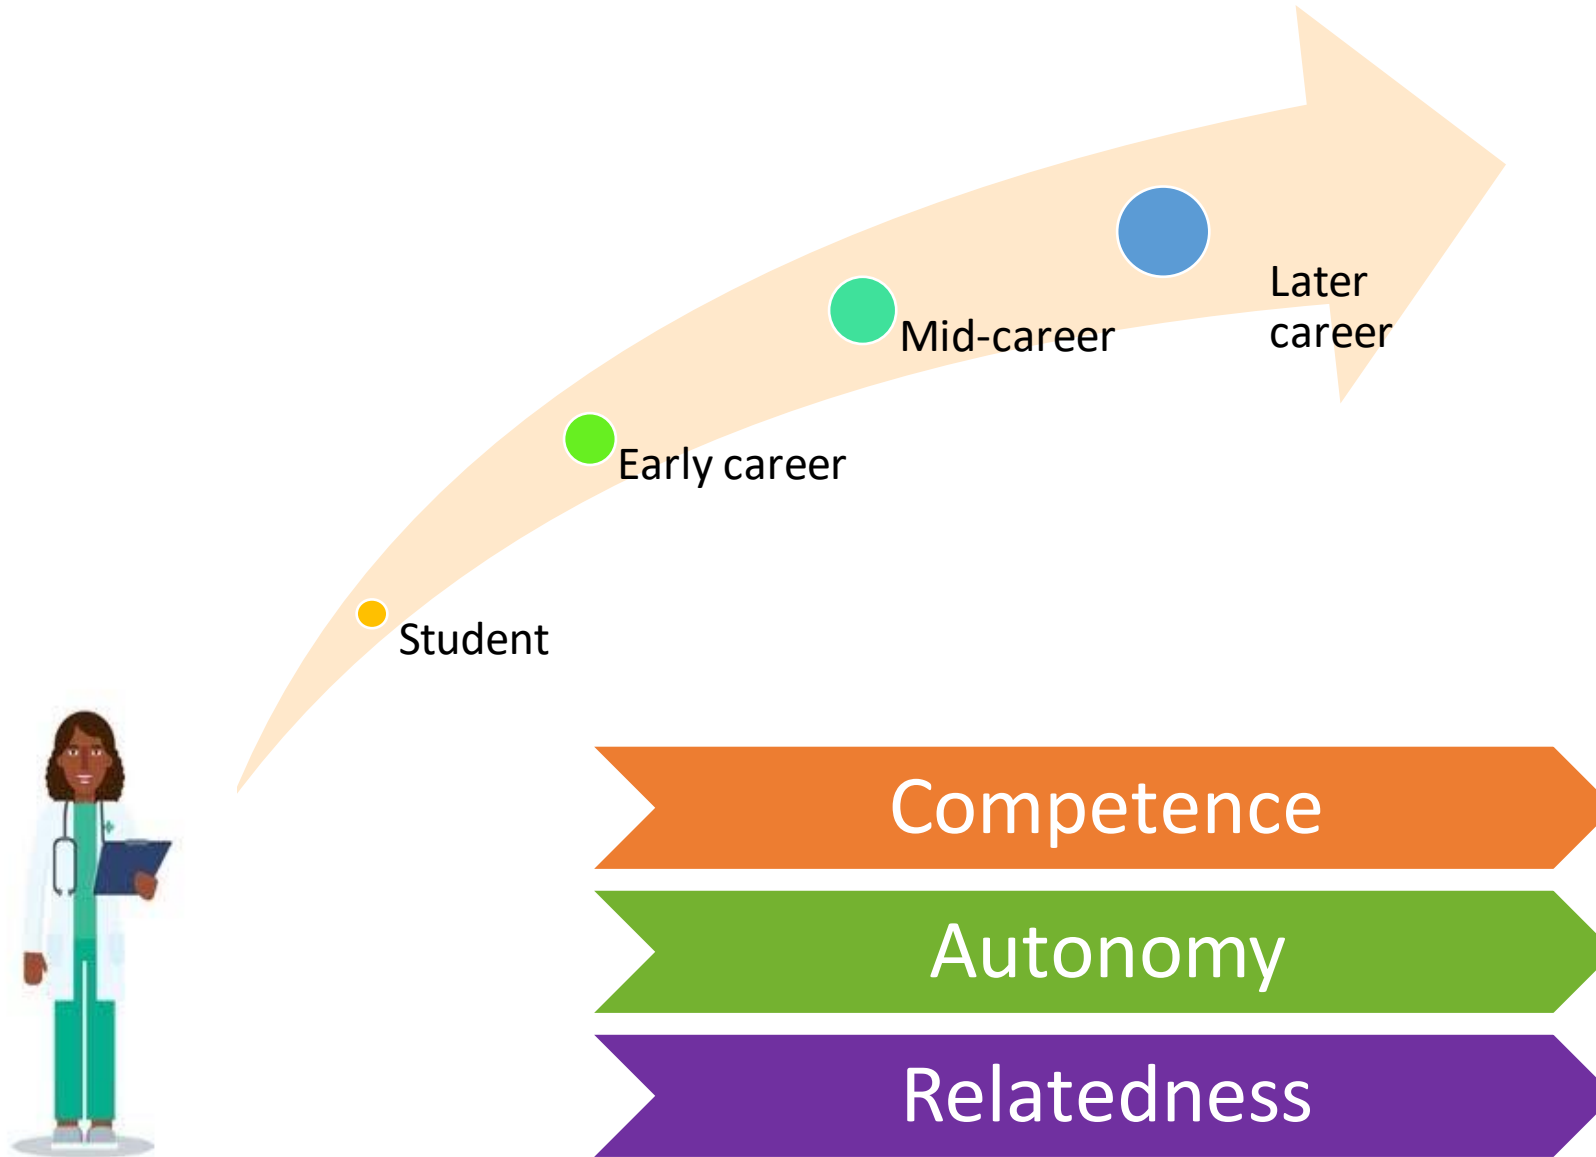 Later
career
Mid-career
Early career
Student
Competence
Autonomy
Relatedness